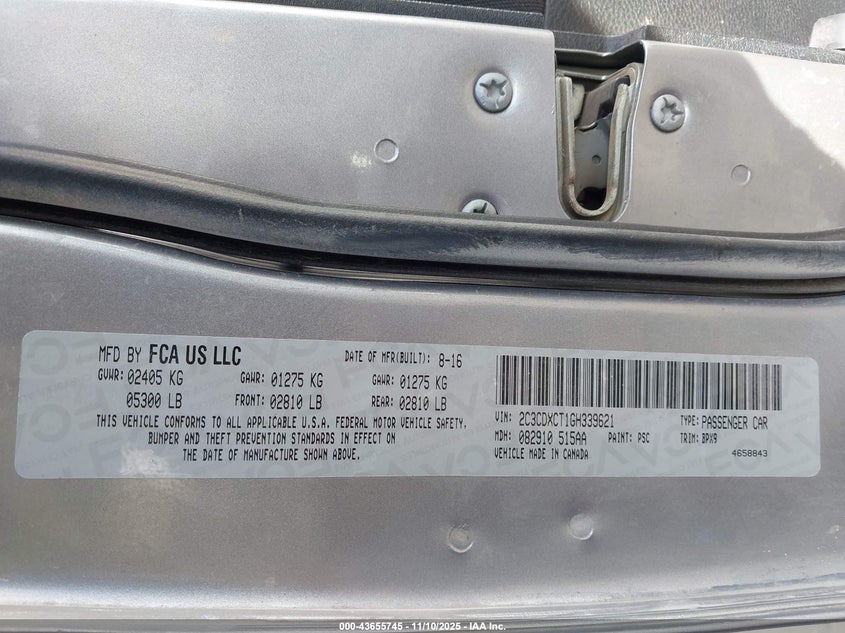 MFD BY FCA US LLC DATE OF MFR(BUILT): 8-16
GVWR: 02405 KG GAWR: 01275 KG GAWR: 01275 KG
05300 LB FRONT: 02810 LB REAR: 02810 LB
THIS VEHICLE CONFORMS TO ALL APPLICABLE U.S.A. FEDERAL MOTOR VEHICLE SAFETY,
BUMPER AND THEFT PREVENTION STANDARDS IN EFFECT ON
THE DATE OF MANUFACTURE SHOWN ABOVE.
VIN: 2C3CDXCT1GH339621 TYPE: PASSENGER CAR
MDH: 082910 515AA PAINT: PSC TRIM: BPX9
VEHICLE MADE IN CANADA 4658843
000-43655745 - 11/10/2025 - IAA Inc.